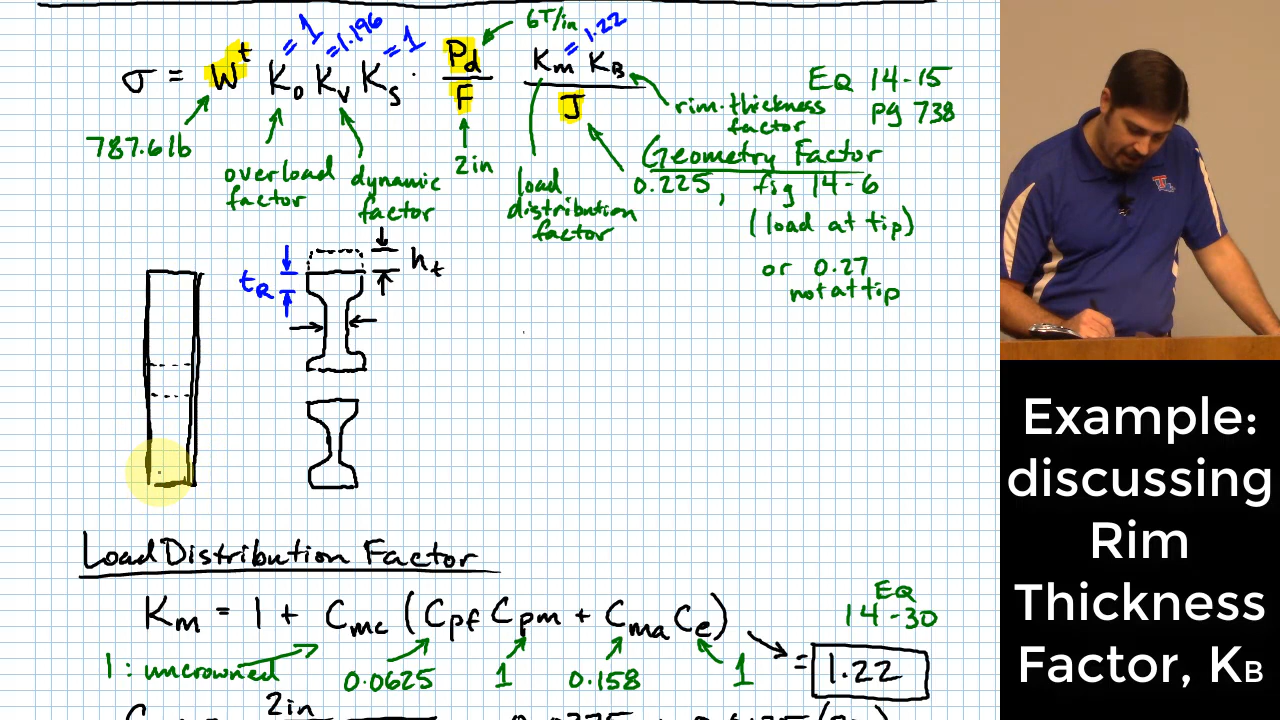 σ = W^t K_o K_v K_s · P_d / F  K_m K_B / J
= 1
= 1.196
= 1
6T/in
= 1.22
EQ 14-15
pg 738
787.6 lb
overload factor
dynamic factor
2in
load distribution factor
rim-thickness factor
Geometry Factor
0.225, fig 14-6
(load at tip)
or 0.27
not at tip
t_R
h_t
Load Distribution Factor
K_m = 1 + C_mc (C_pf C_pm + C_ma C_e)
EQ
14-30
1: uncrowned
0.0625
1
0.158
1
= 1.22
2in
Example:
discussing
Rim
Thickness
Factor, K_B